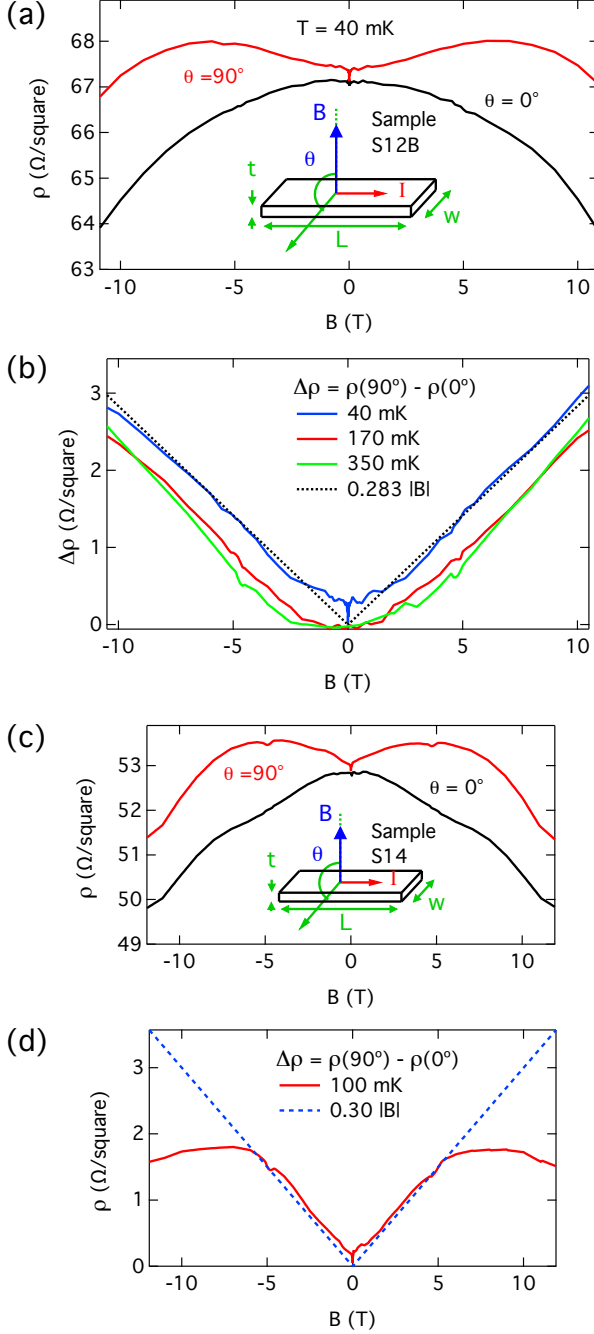 (a)
T = 40 mK
68
67
66
65
64
63
ρ (Ω/square)
θ =90°
θ = 0°
B
Sample
S12B
θ
t
I
w
L
-10 -5 0 5 10
B (T)
(b)
Δρ = ρ(90°) - ρ(0°)
40 mK
170 mK
350 mK
0.283 |B|
3
2
1
0
Δρ (Ω/square)
-10 -5 0 5 10
B (T)
(c)
53
52
51
50
49
ρ (Ω/square)
θ =90°
θ = 0°
B
Sample
S14
θ
t
I
w
L
-10 -5 0 5 10
B (T)
(d)
Δρ = ρ(90°) - ρ(0°)
100 mK
0.30 |B|
3
2
1
0
ρ (Ω/square)
-10 -5 0 5 10
B (T)